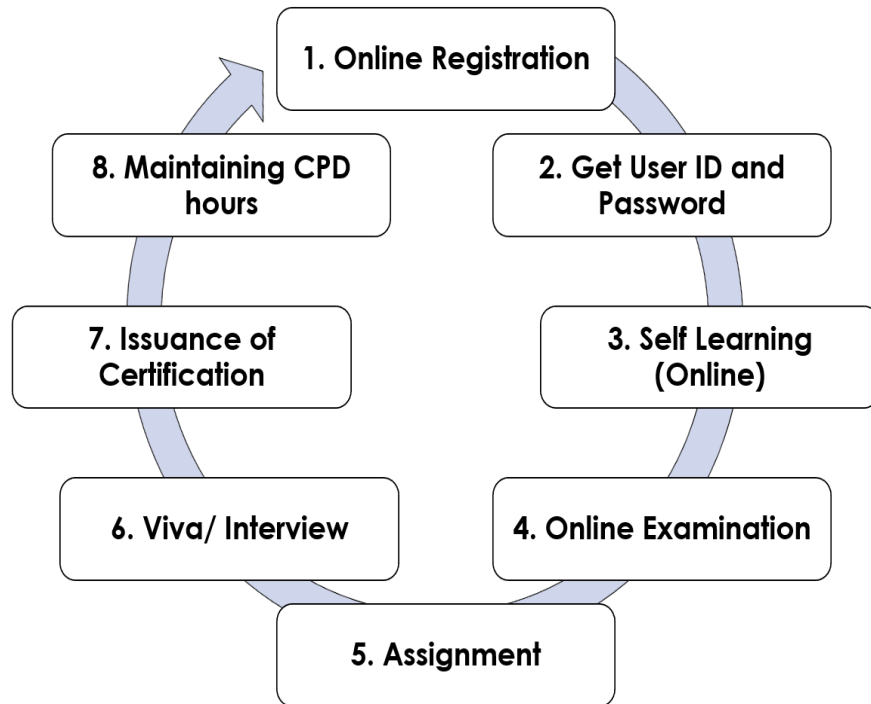 1. Online Registration
2. Get User ID and
Password
3. Self Learning
(Online)
4. Online Examination
5. Assignment
6. Viva/ Interview
7. Issuance of
Certification
8. Maintaining CPD
hours